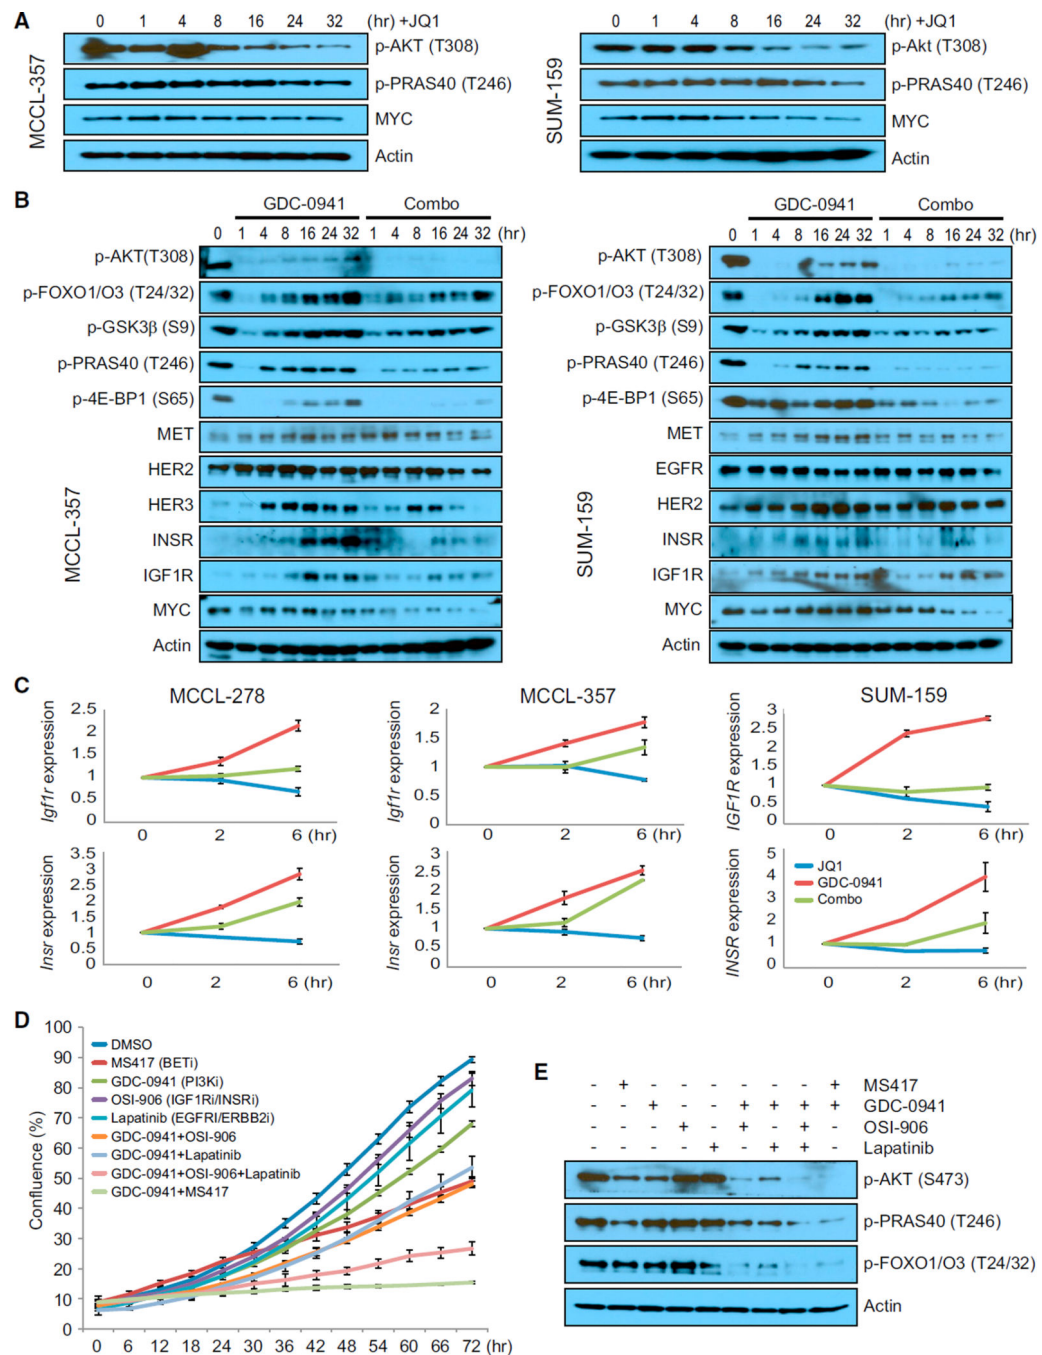 A
0 1 4 8 16 24 32 (hr) +JQ1
MCCL-357
p-AKT (T308)
p-PRAS40 (T246)
MYC
Actin
0 1 4 8 16 24 32 (hr) +JQ1
SUM-159
p-Akt (T308)
p-PRAS40 (T246)
MYC
Actin
B
GDC-0941 Combo
0 1 4 8 16 24 32 1 4 8 16 24 32 (hr)
MCCL-357
p-AKT(T308)
p-FOXO1/O3 (T24/32)
p-GSK3β (S9)
p-PRAS40 (T246)
p-4E-BP1 (S65)
MET
HER2
HER3
INSR
IGF1R
MYC
Actin
GDC-0941 Combo
0 1 4 8 16 24 32 1 4 8 16 24 32 (hr)
SUM-159
p-AKT (T308)
p-FOXO1/O3 (T24/32)
p-GSK3β (S9)
p-PRAS40 (T246)
p-4E-BP1 (S65)
MET
EGFR
HER2
INSR
IGF1R
MYC
Actin
C
MCCL-278
Igf1r expression
2.5
2
1.5
1
0.5
0
0 2 6 (hr)
MCCL-357
Igf1r expression
2
1.5
1
0.5
0
0 2 6 (hr)
SUM-159
IGF1R expression
3
2.5
2
1.5
1
0.5
0
0 2 6 (hr)
Insr expression
3.5
3
2.5
2
1.5
1
0.5
0
0 2 6 (hr)
Insr expression
3
2.5
2
1.5
1
0.5
0
0 2 6 (hr)
INSR expression
5
4
3
2
1
0
JQ1
GDC-0941
Combo
0 2 6 (hr)
D
Confluence (%)
100
90
80
70
60
50
40
30
20
10
0
DMSO
MS417 (BETi)
GDC-0941 (PI3Ki)
OSI-906 (IGF1Ri/INSRi)
Lapatinib (EGFRI/ERBB2i)
GDC-0941+OSI-906
GDC-0941+Lapatinib
GDC-0941+OSI-906+Lapatinib
GDC-0941+MS417
0 6 12 18 24 30 36 42 48 54 60 66 72 (hr)
E
- + - - - - - - + MS417
- - + - - + + + + GDC-0941
- - - + - + - + - OSI-906
- - - - + - + + - Lapatinib
p-AKT (S473)
p-PRAS40 (T246)
p-FOXO1/O3 (T24/32)
Actin